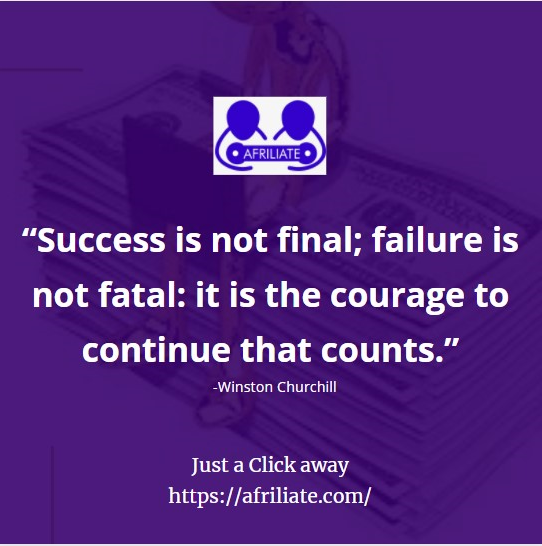 AFRILIATE
“Success is not final; failure is
not fatal: it is the courage to
continue that counts.”
-Winston Churchill
Just a Click away
https://afriliate.com/